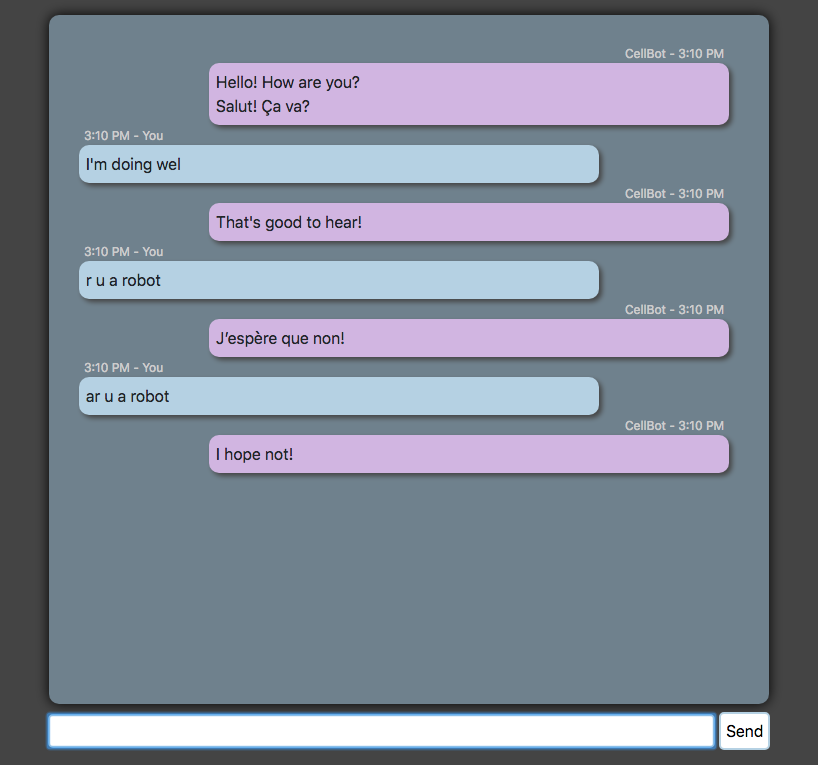 CellBot - 3:10 PM
Hello! How are you?
Salut! Ça va?
3:10 PM - You
I'm doing wel
CellBot - 3:10 PM
That's good to hear!
3:10 PM - You
r u a robot
CellBot - 3:10 PM
J’espère que non!
3:10 PM - You
ar u a robot
CellBot - 3:10 PM
I hope not!
Send